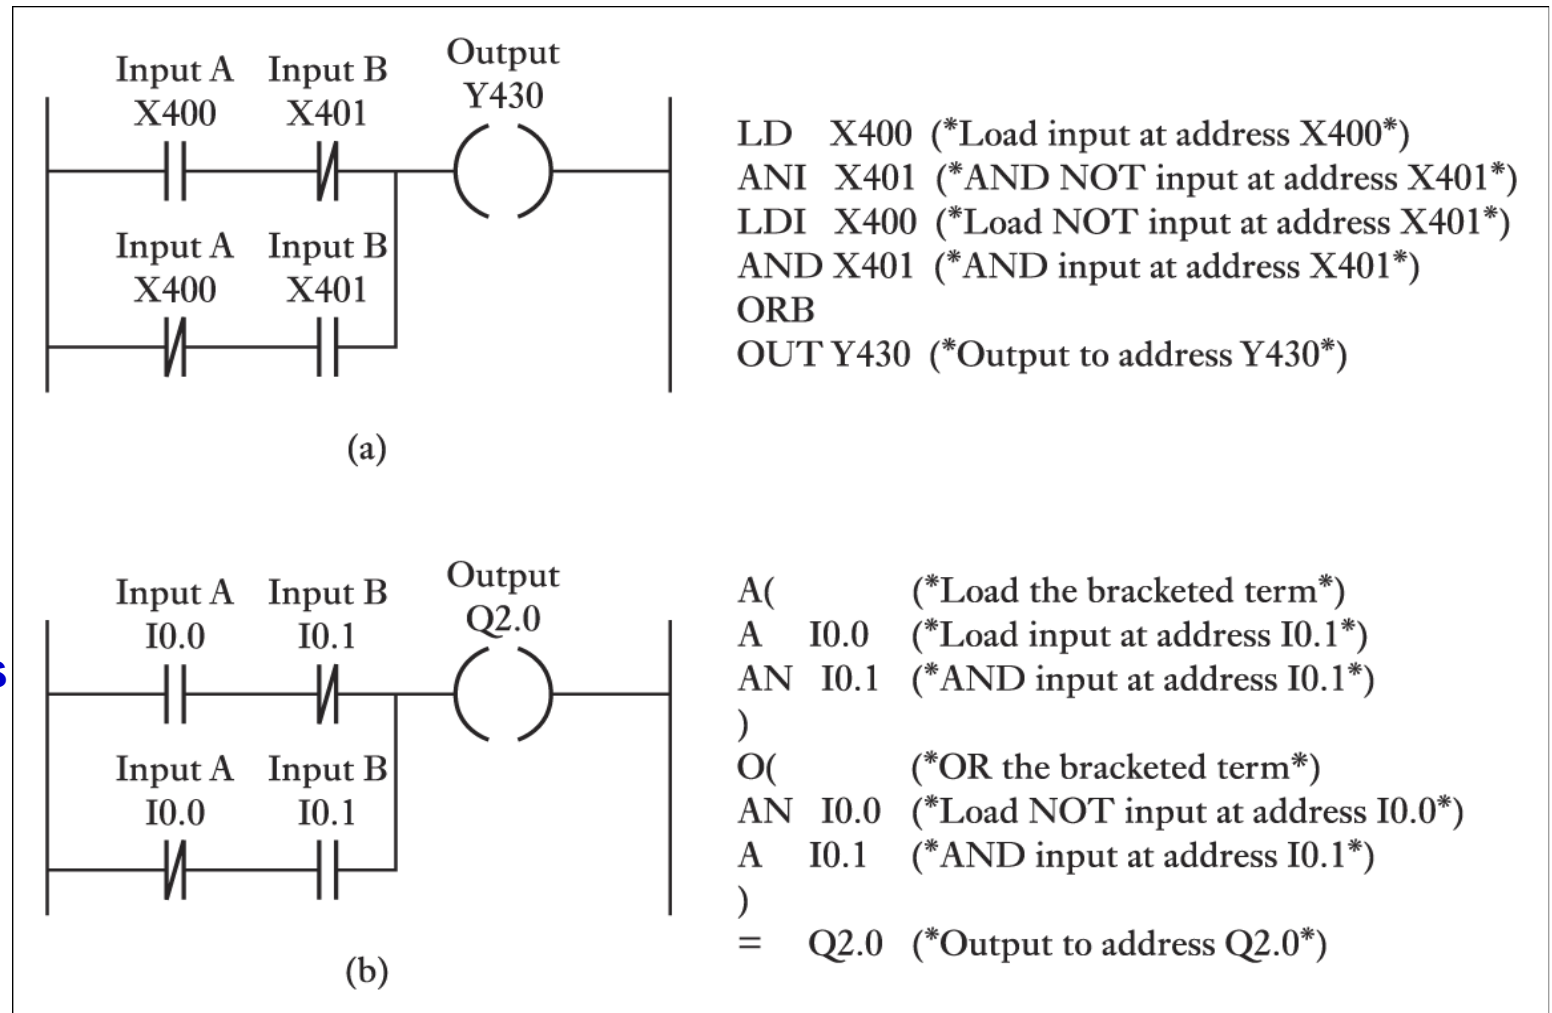 Input A Input B Output
X400 X401 Y430
Input A Input B
X400 X401
LD X400 (*Load input at address X400*)
ANI X401 (*AND NOT input at address X401*)
LDI X400 (*Load NOT input at address X401*)
AND X401 (*AND input at address X401*)
ORB
OUT Y430 (*Output to address Y430*)
(a)
Input A Input B Output
I0.0 I0.1 Q2.0
Input A Input B
I0.0 I0.1
A( (*Load the bracketed term*)
A I0.0 (*Load input at address I0.1*)
AN I0.1 (*AND input at address I0.1*)
)
O( (*OR the bracketed term*)
AN I0.0 (*Load NOT input at address I0.0*)
A I0.1 (*AND input at address I0.1*)
)
= Q2.0 (*Output to address Q2.0*)
(b)
s